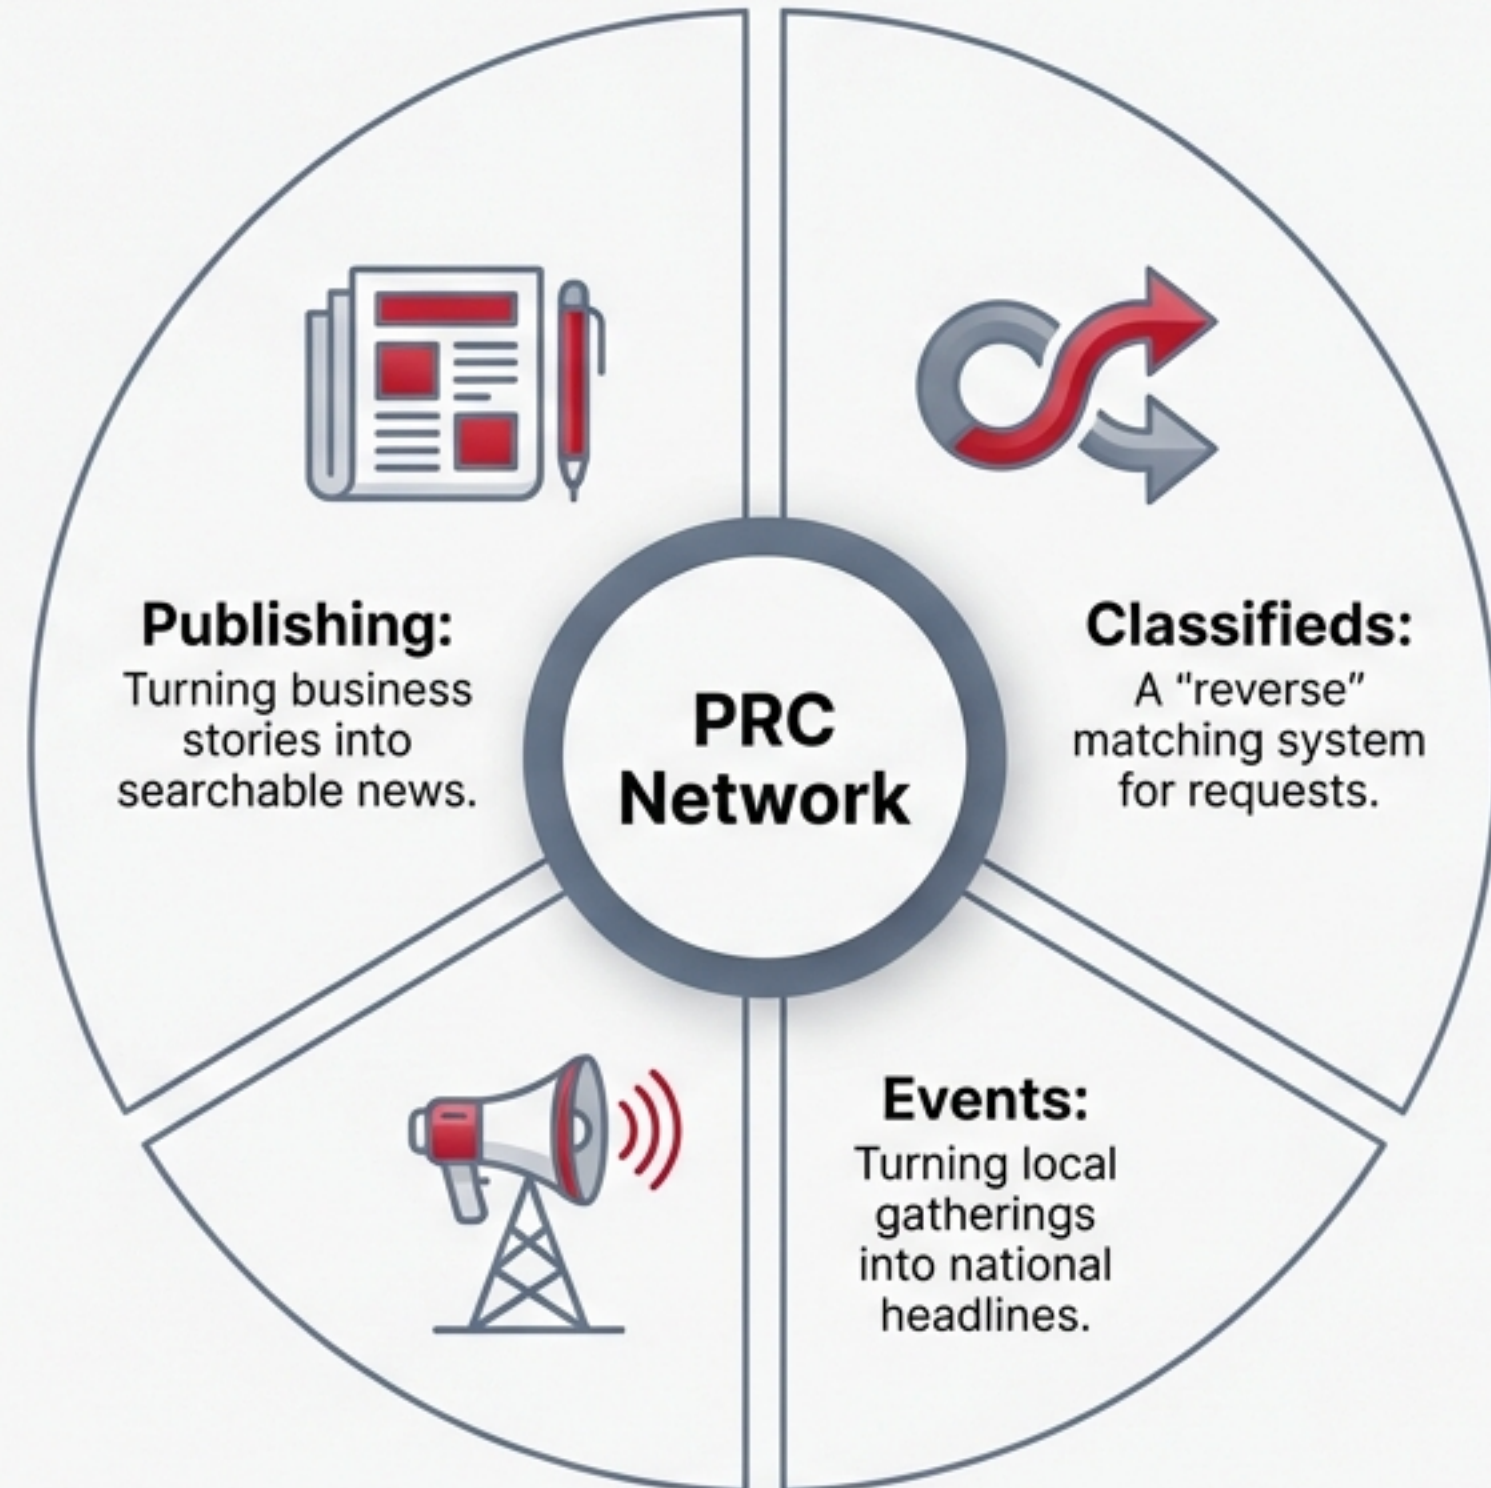 Publishing:
Turning business
stories into
searchable news.
Classifieds:
A “reverse”
matching system
for requests.
PRC
Network
Events:
Turning local
gatherings
into national
headlines.